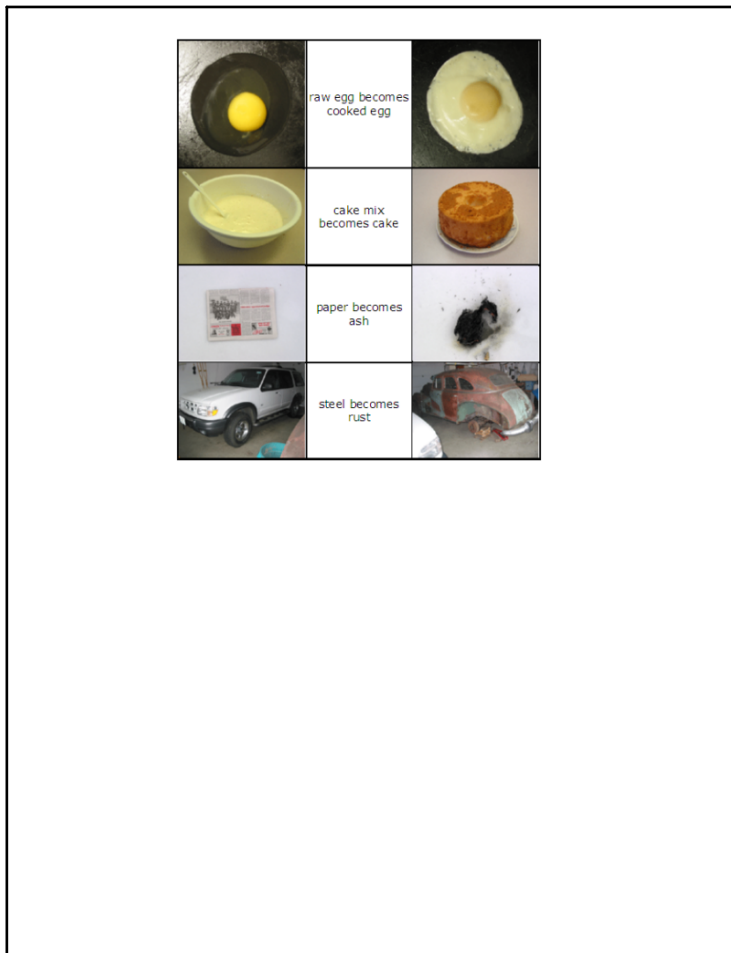 raw egg becomes
cooked egg
cake mix
becomes cake
paper becomes
ash
steel becomes
rust